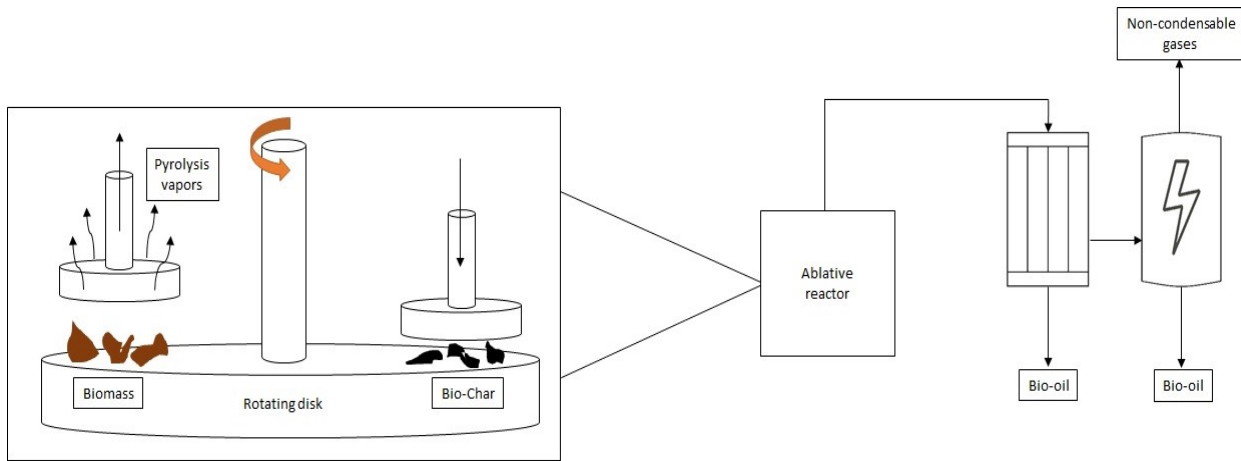 Non-condensable
gases
Pyrolysis
vapors
Ablative
reactor
Biomass
Rotating disk
Bio-Char
Bio-oil
Bio-oil